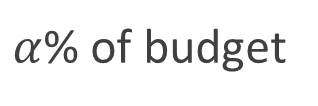 𝛼% of budget